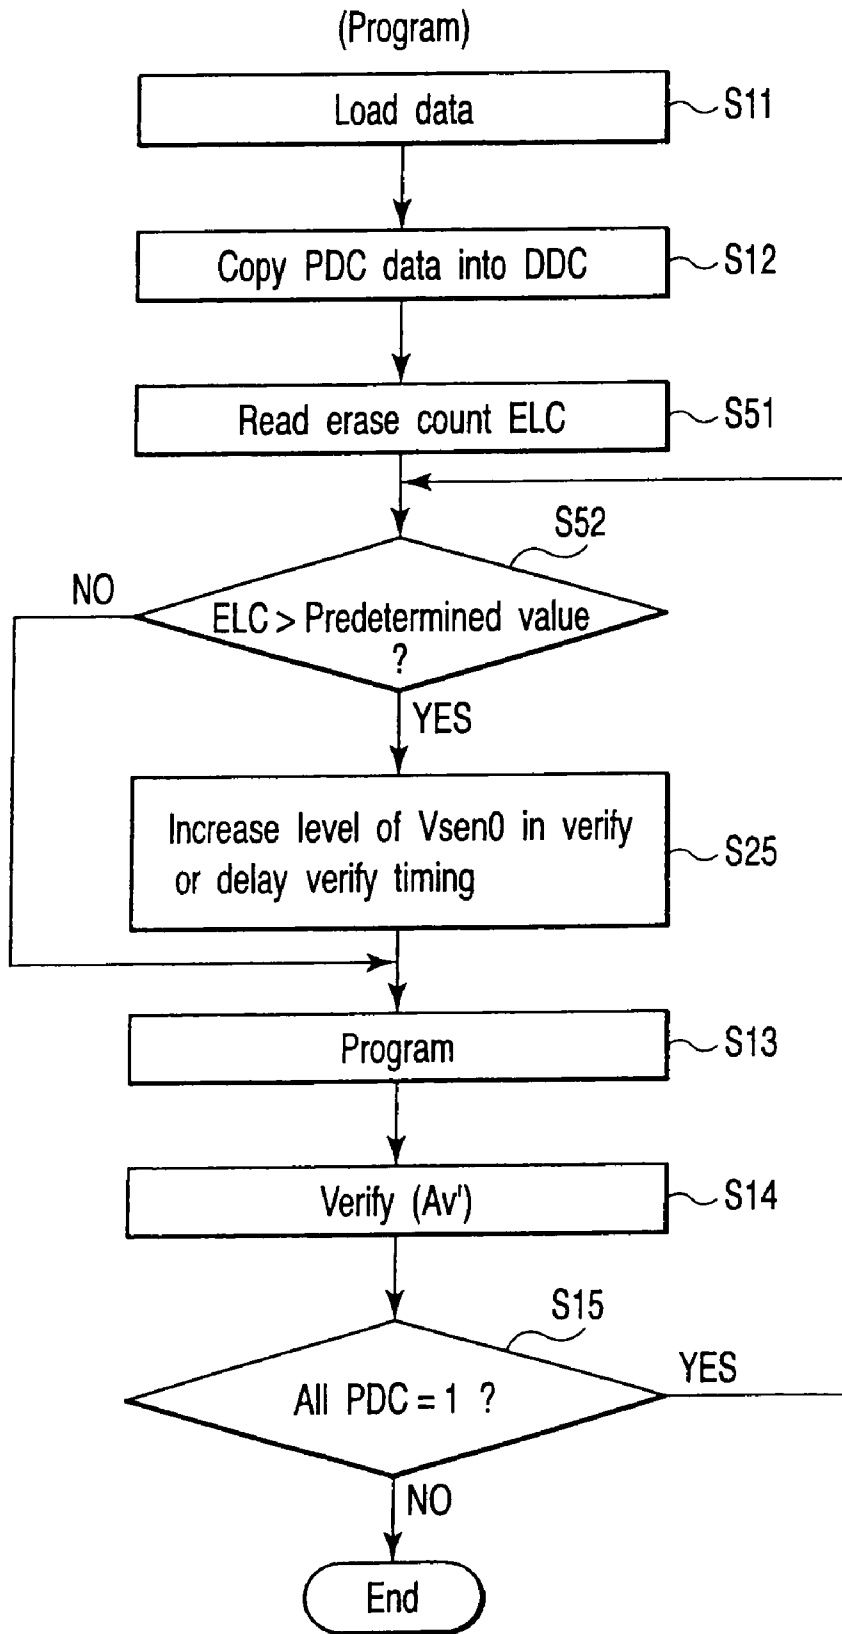 (Program)
Load data
S11
Copy PDC data into DDC
S12
Read erase count ELC
S51
S52
NO
ELC > Predetermined value
?
YES
Increase level of Vsen0 in verify
or delay verify timing
S25
Program
S13
Verify (Av')
S14
S15
All PDC = 1 ?
YES
NO
End